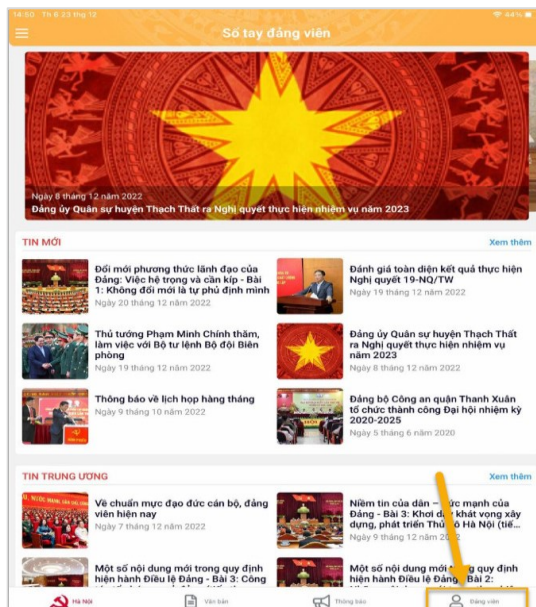 14:50 Th 6 23 thg 12
44%
Sổ tay đảng viên
Ngày 8 tháng 12 năm 2022
Đảng ủy Quân sự huyện Thạch Thất ra Nghị quyết thực hiện nhiệm vụ năm 2023
TIN MỚI
Xem thêm
Đổi mới phương thức lãnh đạo của
Đảng: Việc hệ trọng và cần kíp - Bài
1: Không đổi mới là tự phủ định mình
Ngày 20 tháng 12 năm 2022
Đánh giá toàn diện kết quả thực hiện
Nghị quyết 19-NQ/TW
Ngày 19 tháng 12 năm 2022
Thủ tướng Phạm Minh Chính thăm,
làm việc với Bộ tư lệnh Bộ đội Biên
phòng
Ngày 19 tháng 12 năm 2022
Đảng ủy Quân sự huyện Thạch Thất
ra Nghị quyết thực hiện nhiệm vụ
năm 2023
Ngày 8 tháng 12 năm 2022
Thông báo về lịch họp hàng tháng
Ngày 9 tháng 10 năm 2022
Đảng bộ Công an quận Thanh Xuân
tổ chức thành công Đại hội nhiệm kỳ
2020-2025
Ngày 5 tháng 6 năm 2020
TIN TRUNG ƯƠNG
Xem thêm
Về chuẩn mực đạo đức cán bộ, đảng
viên hiện nay
Ngày 7 tháng 12 năm 2022
Niềm tin của dân – sức mạnh của
Đảng - Bài 3: Khơi dậy khát vọng xây
dựng, phát triển Thủ đô Hà Nội (tiế...
Ngày 9 tháng 12 năm 2022
Một số nội dung mới trong quy định
hiện hành Điều lệ Đảng - Bài 3: Công
Một số nội dung mới trong quy định
hiện hành Điều lệ Đảng - Bài 2:
Hà Nội
Văn bản
Thông báo
Đảng viên